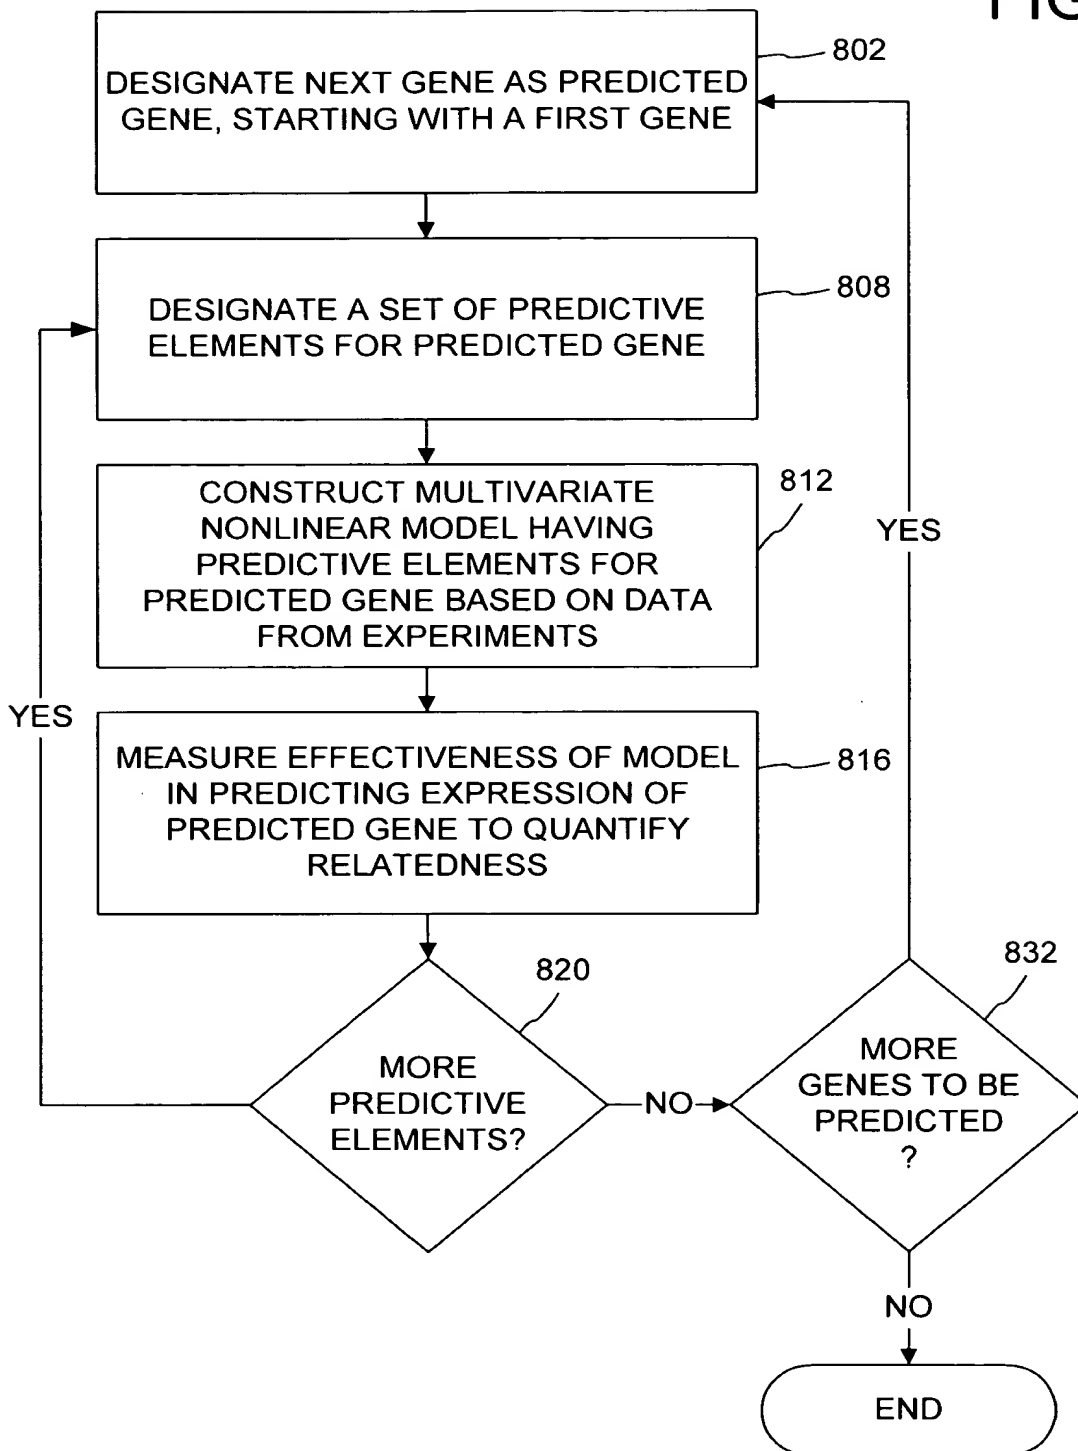 FIG
802
DESIGNATE NEXT GENE AS PREDICTED
GENE, STARTING WITH A FIRST GENE
808
DESIGNATE A SET OF PREDICTIVE
ELEMENTS FOR PREDICTED GENE
812
CONSTRUCT MULTIVARIATE
NONLINEAR MODEL HAVING
PREDICTIVE ELEMENTS FOR
PREDICTED GENE BASED ON DATA
FROM EXPERIMENTS
YES
YES
816
MEASURE EFFECTIVENESS OF MODEL
IN PREDICTING EXPRESSION OF
PREDICTED GENE TO QUANTIFY
RELATEDNESS
820
MORE
PREDICTIVE
ELEMENTS?
NO
832
MORE
GENES TO BE
PREDICTED
?
NO
END